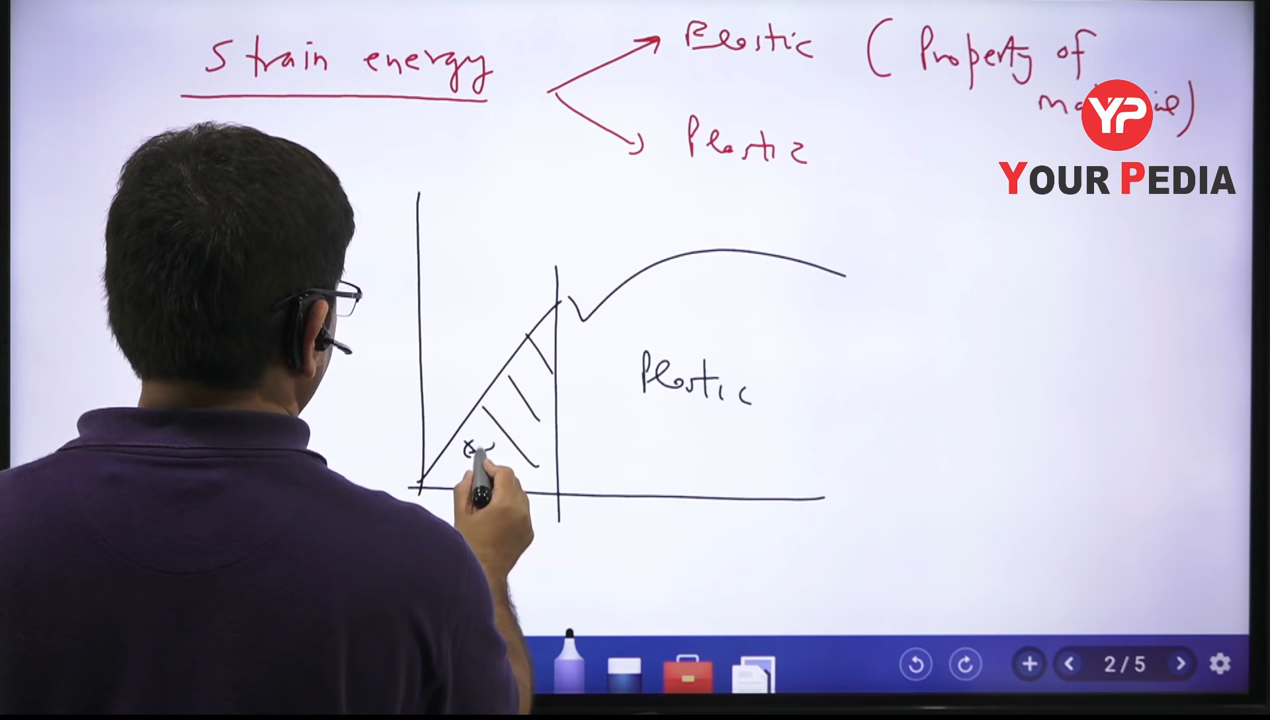 Strain energy
Elastic (Property of
Plastic
YP
YOUR PEDIA
Plastic
2/5